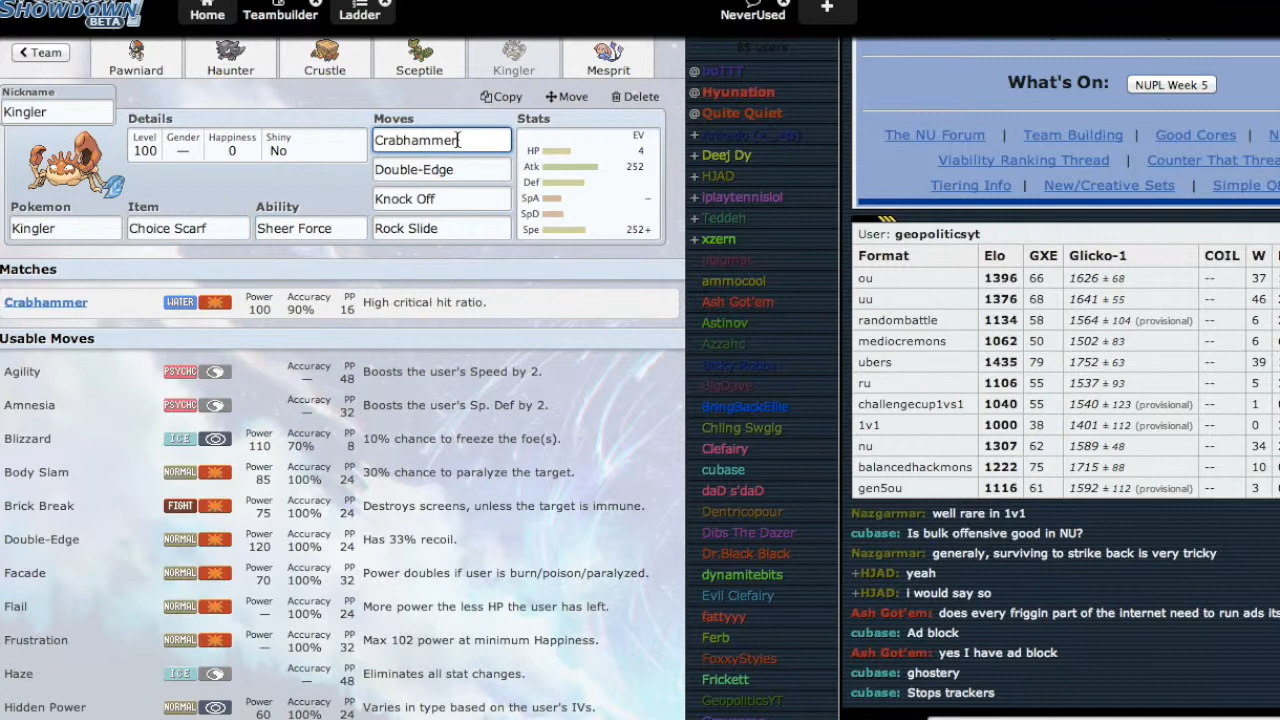 SHOWDOWN!
BETA
Home
Teambuilder
Ladder
NeverUsed
+
Team
Pawniard
Haunter
Crustle
Sceptile
Kingler
Mesprit
Copy
Move
Delete
Nickname
Kingler
Details
Level
100
Gender
—
Happiness
0
Shiny
No
Pokemon
Kingler
Item
Choice Scarf
Ability
Sheer Force
Moves
Crabhammer
Double-Edge
Knock Off
Rock Slide
Stats
EV
HP 4
Atk 252
Def
SpA –
SpD
Spe 252+
Matches
Crabhammer WATER Power 100 Accuracy 90% PP 16 High critical hit ratio.
Usable Moves
Agility PSYCHC Accuracy — PP 48 Boosts the user's Speed by 2.
Amnesia PSYCHC Accuracy — PP 32 Boosts the user's Sp. Def by 2.
Blizzard ICE Power 110 Accuracy 70% PP 8 10% chance to freeze the foe(s).
Body Slam NORMAL Power 85 Accuracy 100% PP 24 30% chance to paralyze the target.
Brick Break FIGHT Power 75 Accuracy 100% PP 24 Destroys screens, unless the target is immune.
Double-Edge NORMAL Power 120 Accuracy 100% PP 24 Has 33% recoil.
Facade NORMAL Power 70 Accuracy 100% PP 32 Power doubles if user is burn/poison/paralyzed.
Flail NORMAL Power — Accuracy 100% PP 24 More power the less HP the user has left.
Frustration NORMAL Power — Accuracy 100% PP 32 Max 102 power at minimum Happiness.
Haze ICE Accuracy — PP 48 Eliminates all stat changes.
Hidden Power NORMAL Power 60 Accuracy 100% PP 24 Varies in type based on the user's IVs.
85 users
@
@ Hyunation
@ Quite Quiet
+
+ Deej Dy
+ HJAD
+ iplaytennislol
+ Teddeh
+ xzern
abigmas
ammocool
Ash Got'em
Astinov
Azzahc
BigDave
BringBackEllie
Chling Swglg
Clefairy
cubase
daD s'daD
Dentricopour
Dibs The Dazer
Dr.Black Black
dynamitebits
Evil Clefairy
fattyyy
Ferb
FoxxyStyles
Frickett
GeopoliticsYT
What's On: NUPL Week 5
The NU Forum | Team Building | Good Cores |
Viability Ranking Thread | Counter That
Tiering Info | New/Creative Sets |
User: geopoliticsyt
Format Elo GXE Glicko-1 COIL W
ou 1396 66 1626 ± 68 -- 37
uu 1376 68 1641 ± 55 -- 46
randombattle 1134 58 1564 ± 104 (provisional) -- 6
mediocremons 1062 50 1502 ± 83 -- 6
ubers 1435 79 1752 ± 63 -- 39
ru 1106 55 1537 ± 93 -- 5
challengecup1vs1 1040 55 1540 ± 123 (provisional) -- 1
1v1 1000 38 1401 ± 112 (provisional) -- 0
nu 1307 62 1589 ± 48 -- 34
balancedhackmons 1222 75 1715 ± 88 -- 10
gen5ou 1116 61 1592 ± 112 (provisional) -- 3
Nazgarmar: well rare in 1v1
cubase: Is bulk offensive good in NU?
Nazgarmar: generaly, surviving to strike back is very tricky
+HJAD: yeah
+HJAD: i would say so
Ash Got'em: does every friggin part of the internet need to run ads
cubase: Ad block
Ash Got'em: yes I have ad block
cubase: ghostery
cubase: Stops trackers